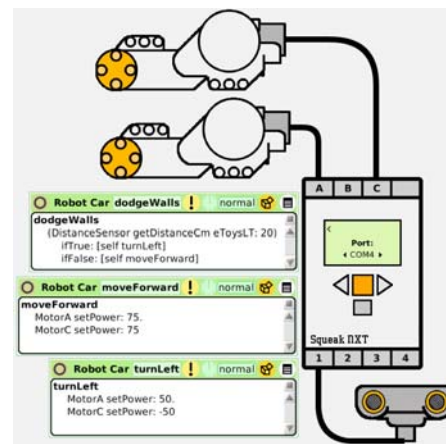 A B C
<
Port:
COM4
Squeak NXT
1 2 3 4
Robot Car dodgeWalls ! normal
dodgeWalls
(DistanceSensor getDistanceCm eToysLT: 20)
ifTrue: [self turnLeft]
ifFalse: [self moveForward]
Robot Car moveForward ! normal
moveForward
MotorA setPower: 75.
MotorC setPower: 75
Robot Car turnLeft ! normal
turnLeft
MotorA setPower: 50.
MotorC setPower: -50